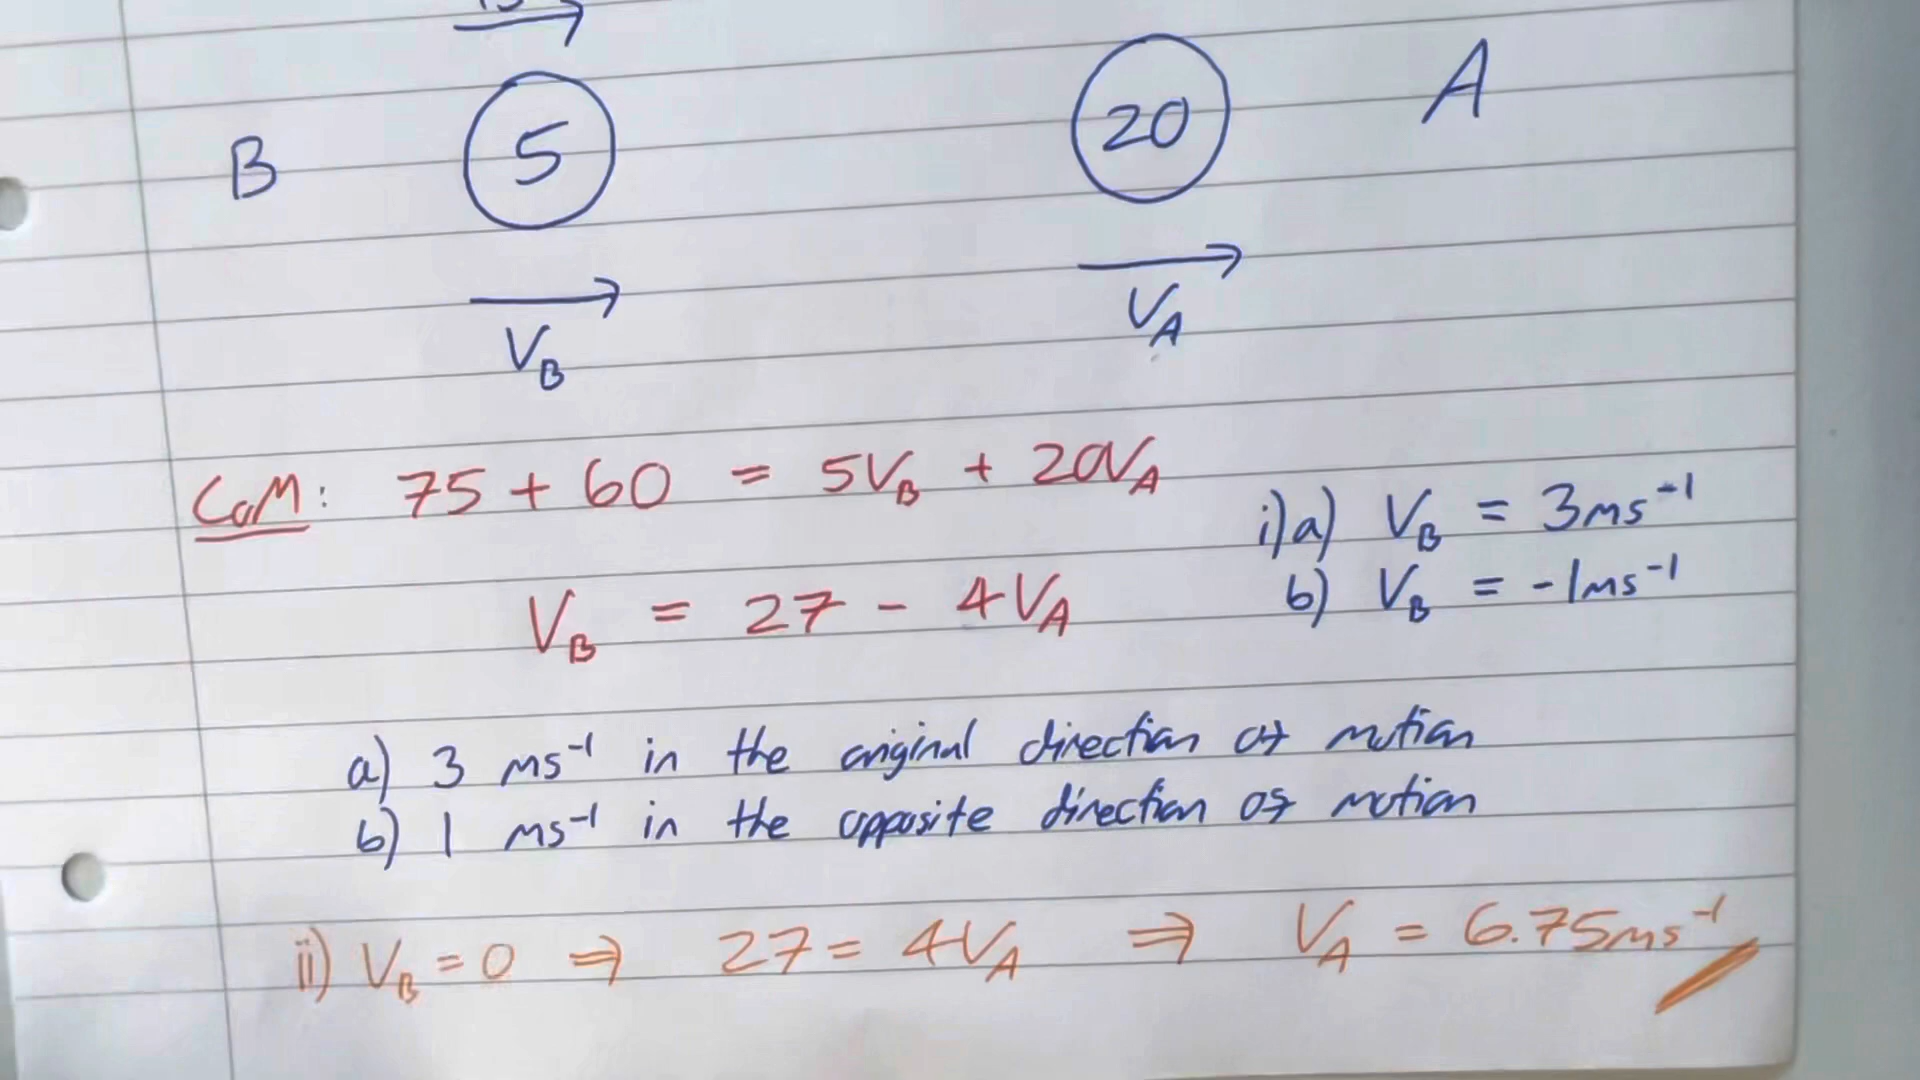 B 5 20 A
V_B V_A
CoM: 75 + 60 = 5V_B + 20V_A
i) a) V_B = 3ms⁻¹
V_B = 27 - 4V_A
b) V_B = -1ms⁻¹
a) 3 ms⁻¹ in the original direction of motion
b) 1 ms⁻¹ in the opposite direction of motion
ii) V_B = 0 ⇒ 27 = 4V_A ⇒ V_A = 6.75ms⁻¹